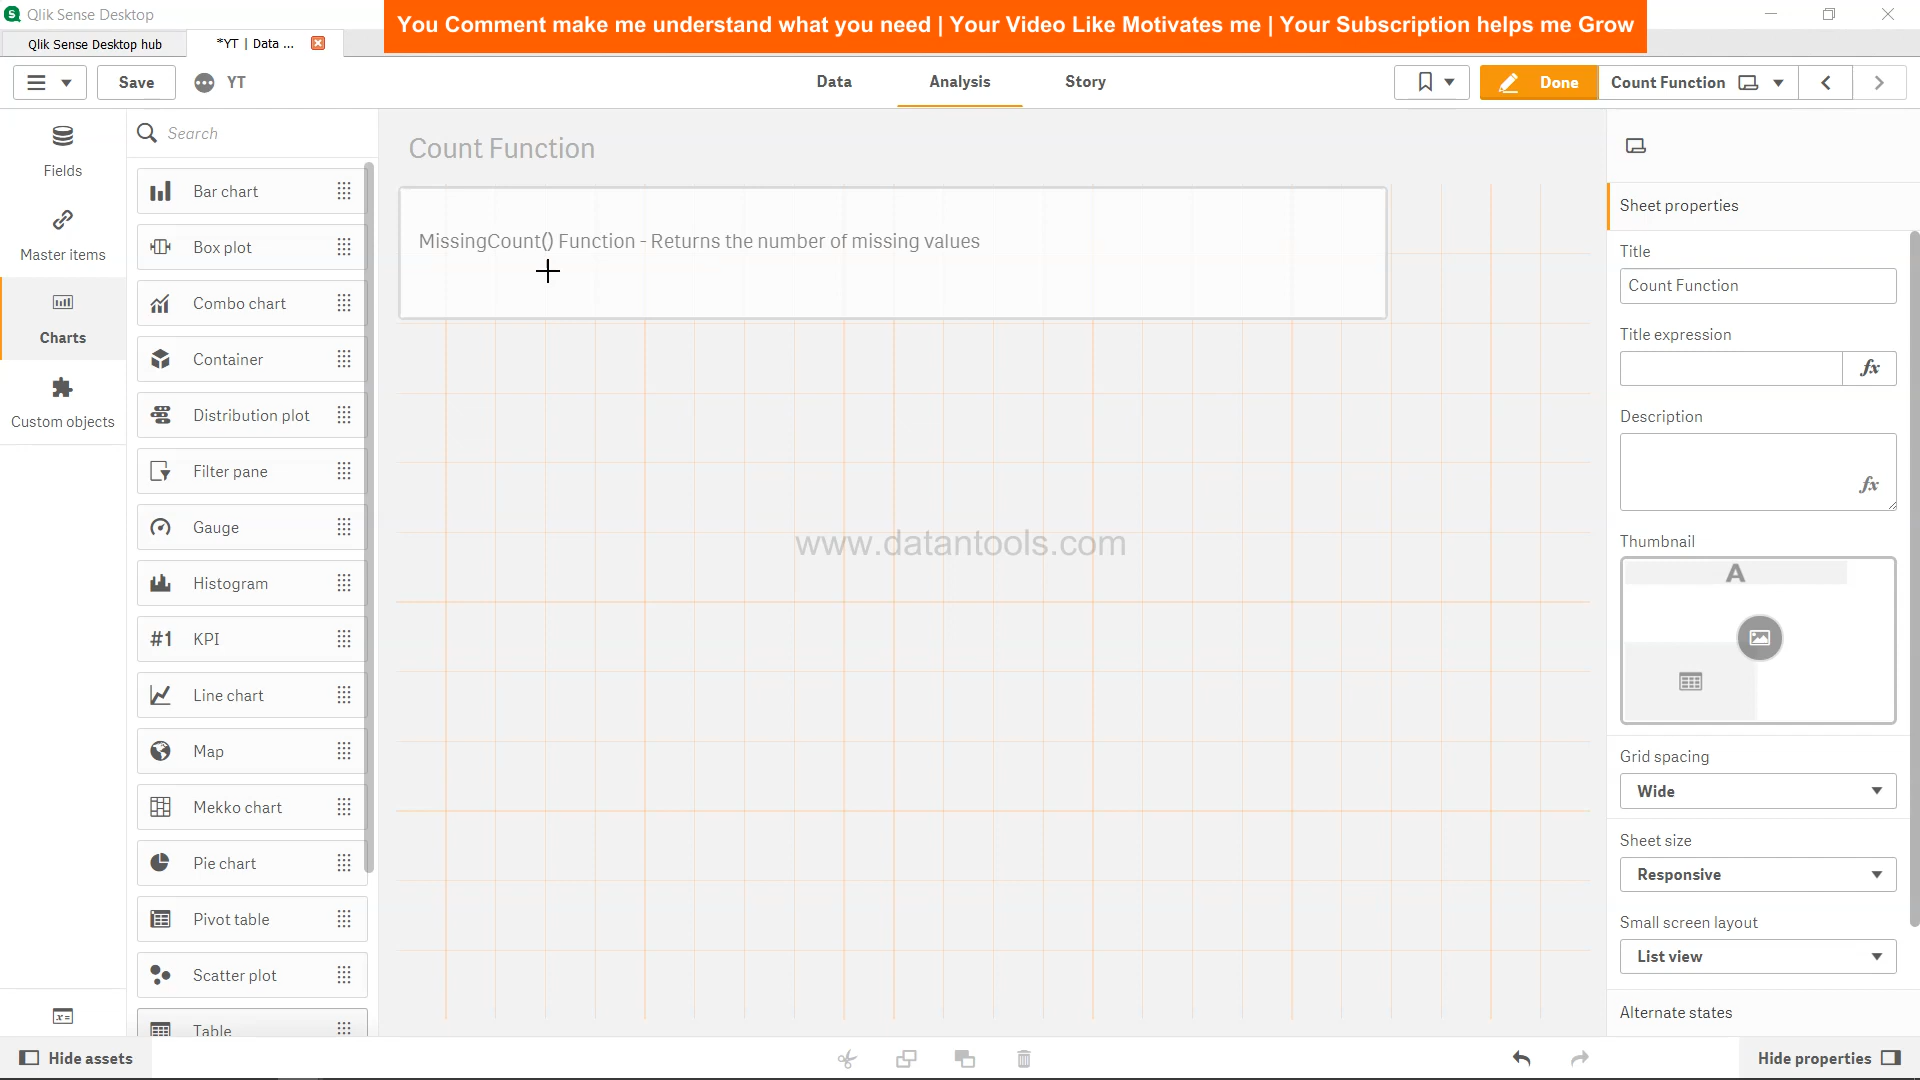 Qlik Sense Desktop
You Comment make me understand what you need | Your Video Like Motivates me | Your Subscription helps me Grow
Qlik Sense Desktop hub
*YT | Data ...
Save
YT
Data
Analysis
Story
Done
Count Function
Fields
Master items
Charts
Custom objects
Search
Bar chart
Box plot
Combo chart
Container
Distribution plot
Filter pane
Gauge
Histogram
#1 KPI
Line chart
Map
Mekko chart
Pie chart
Pivot table
Scatter plot
Table
Count Function
MissingCount() Function - Returns the number of missing values
www.datantools.com
Sheet properties
Title
Count Function
Title expression
fx
Description
fx
Thumbnail
A
Grid spacing
Wide
Sheet size
Responsive
Small screen layout
List view
Alternate states
Hide assets
Hide properties